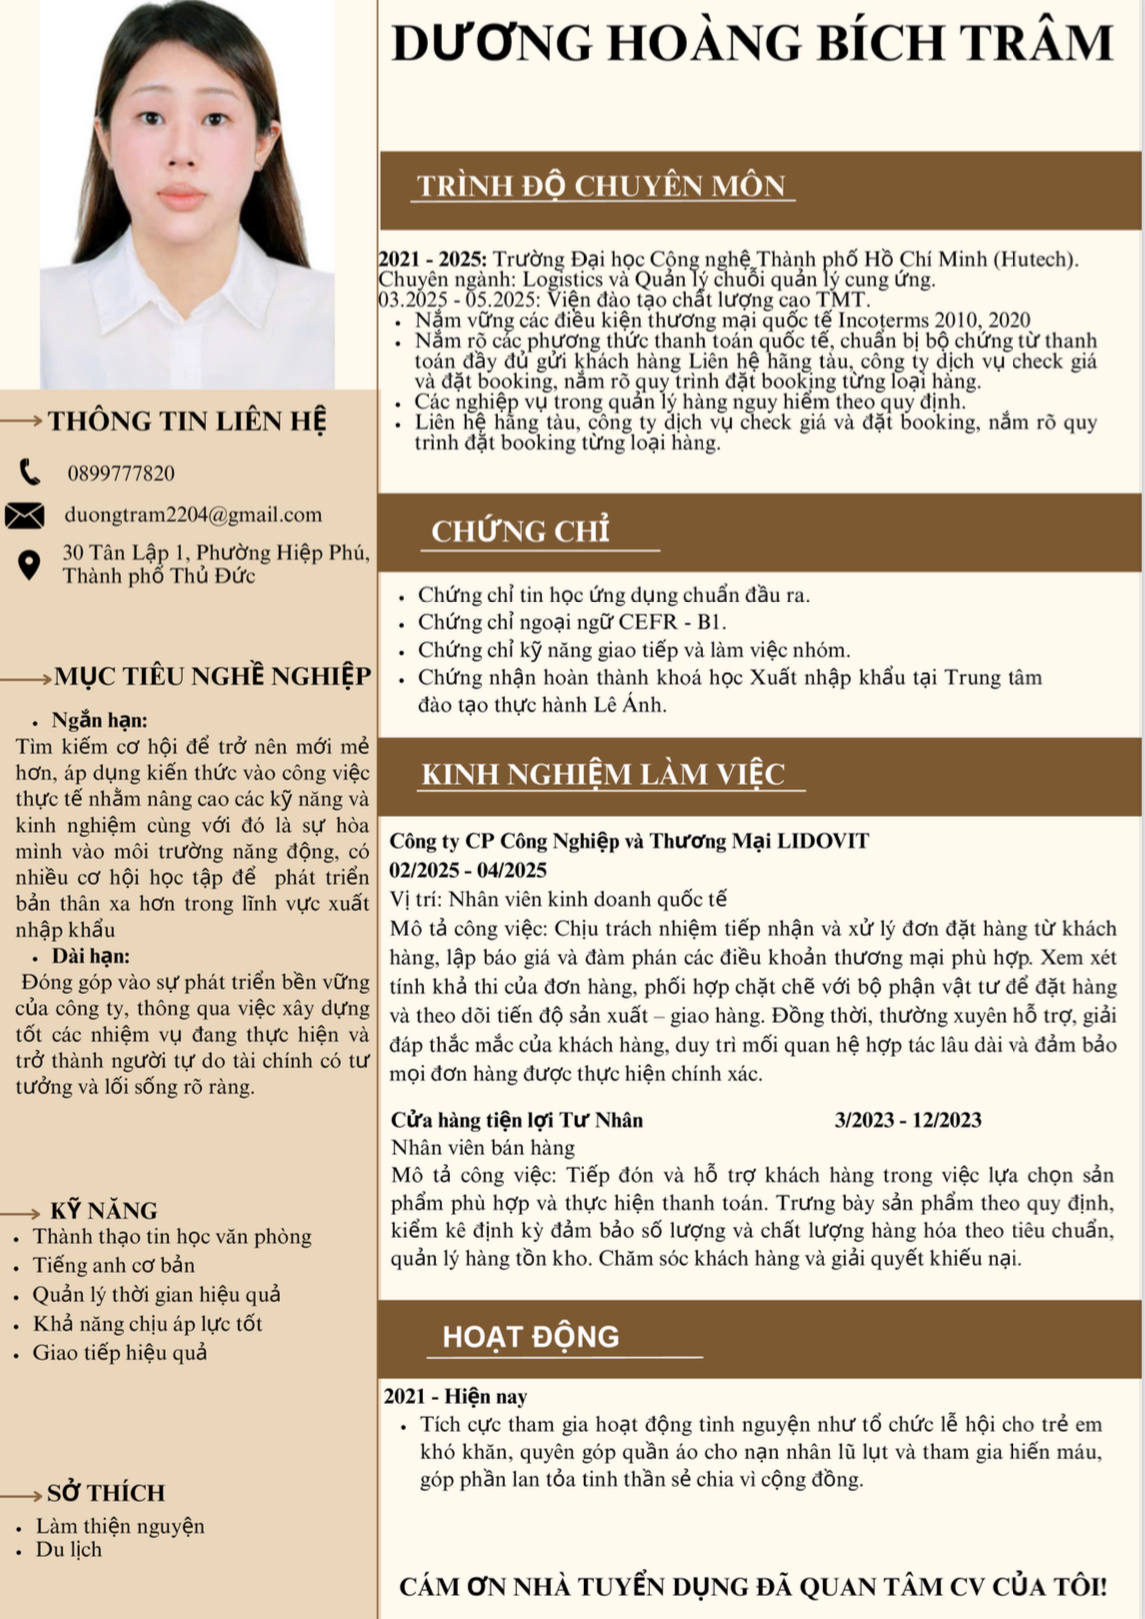 DƯƠNG HOÀNG BÍCH TRÂM
TRÌNH ĐỘ CHUYÊN MÔN
2021 - 2025: Trường Đại học Công nghệ Thành phố Hồ Chí Minh (Hutech).
Chuyên ngành: Logistics và Quản lý chuỗi quản lý cung ứng.
03.2025 - 05.2025: Viện đào tạo chất lượng cao TMT.
• Nắm vững các điều kiện thương mại quốc tế Incoterms 2010, 2020
• Nắm rõ các phương thức thanh toán quốc tế, chuẩn bị bộ chứng từ thanh
toán đầy đủ gửi khách hàng Liên hệ hãng tàu, công ty dịch vụ check giá
và đặt booking, nắm rõ quy trình đặt booking từng loại hàng.
• Các nghiệp vụ trong quản lý hàng nguy hiểm theo quy định.
• Liên hệ hãng tàu, công ty dịch vụ check giá và đặt booking, nắm rõ quy
trình đặt booking từng loại hàng.
CHỨNG CHỈ
• Chứng chỉ tin học ứng dụng chuẩn đầu ra.
• Chứng chỉ ngoại ngữ CEFR - B1.
• Chứng chỉ kỹ năng giao tiếp và làm việc nhóm.
• Chứng nhận hoàn thành khoá học Xuất nhập khẩu tại Trung tâm
đào tạo thực hành Lê Ánh.
KINH NGHIỆM LÀM VIỆC
Công ty CP Công Nghiệp và Thương Mại LIDOVIT
02/2025 - 04/2025
Vị trí: Nhân viên kinh doanh quốc tế
Mô tả công việc: Chịu trách nhiệm tiếp nhận và xử lý đơn đặt hàng từ khách
hàng, lập báo giá và đàm phán các điều khoản thương mại phù hợp. Xem xét
tính khả thi của đơn hàng, phối hợp chặt chẽ với bộ phận vật tư để đặt hàng
và theo dõi tiến độ sản xuất – giao hàng. Đồng thời, thường xuyên hỗ trợ, giải
đáp thắc mắc của khách hàng, duy trì mối quan hệ hợp tác lâu dài và đảm bảo
mọi đơn hàng được thực hiện chính xác.
Cửa hàng tiện lợi Tư Nhân 3/2023 - 12/2023
Nhân viên bán hàng
Mô tả công việc: Tiếp đón và hỗ trợ khách hàng trong việc lựa chọn sản
phẩm phù hợp và thực hiện thanh toán. Trưng bày sản phẩm theo quy định,
kiểm kê định kỳ đảm bảo số lượng và chất lượng hàng hóa theo tiêu chuẩn,
quản lý hàng tồn kho. Chăm sóc khách hàng và giải quyết khiếu nại.
HOẠT ĐỘNG
2021 - Hiện nay
• Tích cực tham gia hoạt động tình nguyện như tổ chức lễ hội cho trẻ em
khó khăn, quyên góp quần áo cho nạn nhân lũ lụt và tham gia hiến máu,
góp phần lan tỏa tinh thần sẻ chia vì cộng đồng.
CÁM ƠN NHÀ TUYỂN DỤNG ĐÃ QUAN TÂM CV CỦA TÔI!
THÔNG TIN LIÊN HỆ
0899777820
duongtram2204@gmail.com
30 Tân Lập 1, Phường Hiệp Phú,
Thành phố Thủ Đức
MỤC TIÊU NGHỀ NGHIỆP
• Ngắn hạn:
Tìm kiếm cơ hội để trở nên mới mẻ
hơn, áp dụng kiến thức vào công việc
thực tế nhằm nâng cao các kỹ năng và
kinh nghiệm cùng với đó là sự hòa
mình vào môi trường năng động, có
nhiều cơ hội học tập để phát triển
bản thân xa hơn trong lĩnh vực xuất
nhập khẩu
• Dài hạn:
Đóng góp vào sự phát triển bền vững
của công ty, thông qua việc xây dựng
tốt các nhiệm vụ đang thực hiện và
trở thành người tự do tài chính có tư
tưởng và lối sống rõ ràng.
KỸ NĂNG
• Thành thạo tin học văn phòng
• Tiếng anh cơ bản
• Quản lý thời gian hiệu quả
• Khả năng chịu áp lực tốt
• Giao tiếp hiệu quả
SỞ THÍCH
• Làm thiện nguyện
• Du lịch